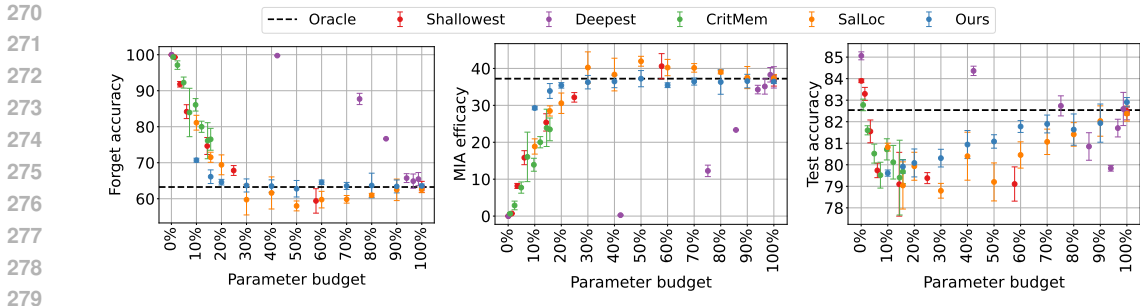 270
271
272
273
274
275
276
277
278
279
Oracle Shallowest Deepest CritMem SalLoc Ours
Forget accuracy
100
90
80
70
60
0% 10% 20% 30% 40% 50% 60% 70% 80% 90% 100%
Parameter budget
MIA efficacy
40
30
20
10
0
0% 10% 20% 30% 40% 50% 60% 70% 80% 90% 100%
Parameter budget
Test accuracy
85
84
83
82
81
80
79
78
0% 10% 20% 30% 40% 50% 60% 70% 80% 90% 100%
Parameter budget